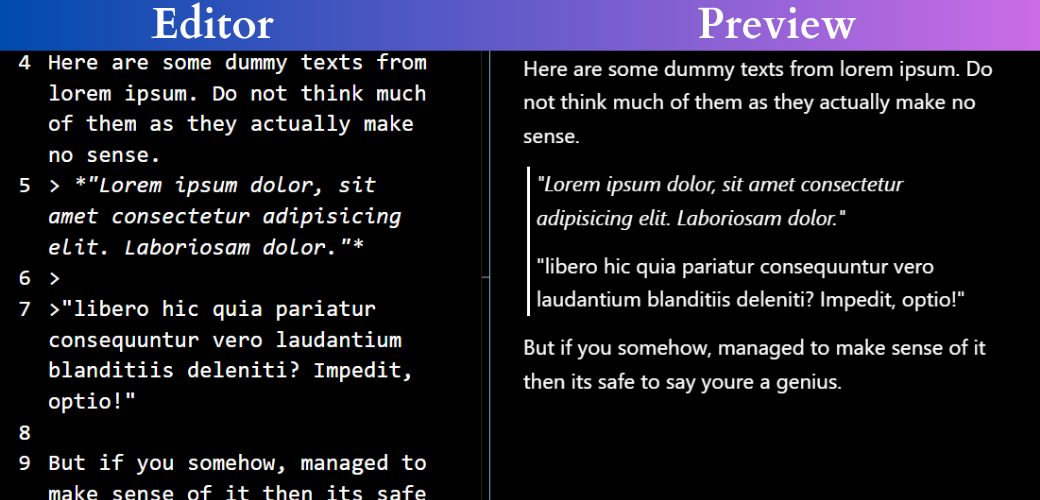 Editor
Preview
4 Here are some dummy texts from
lorem ipsum. Do not think much
of them as they actually make
no sense.
5 > *"Lorem ipsum dolor, sit
amet consectetur adipisicing
elit. Laboriosam dolor."*
6 >
7 >"libero hic quia pariatur
consequuntur vero laudantium
blanditiis deleniti? Impedit,
optio!"
8
9 But if you somehow, managed to
make sense of it then its safe
Here are some dummy texts from lorem ipsum. Do
not think much of them as they actually make no
sense.
"Lorem ipsum dolor, sit amet consectetur
adipisicing elit. Laboriosam dolor."
"libero hic quia pariatur consequuntur vero
laudantium blanditiis deleniti? Impedit, optio!"
But if you somehow, managed to make sense of it
then its safe to say youre a genius.